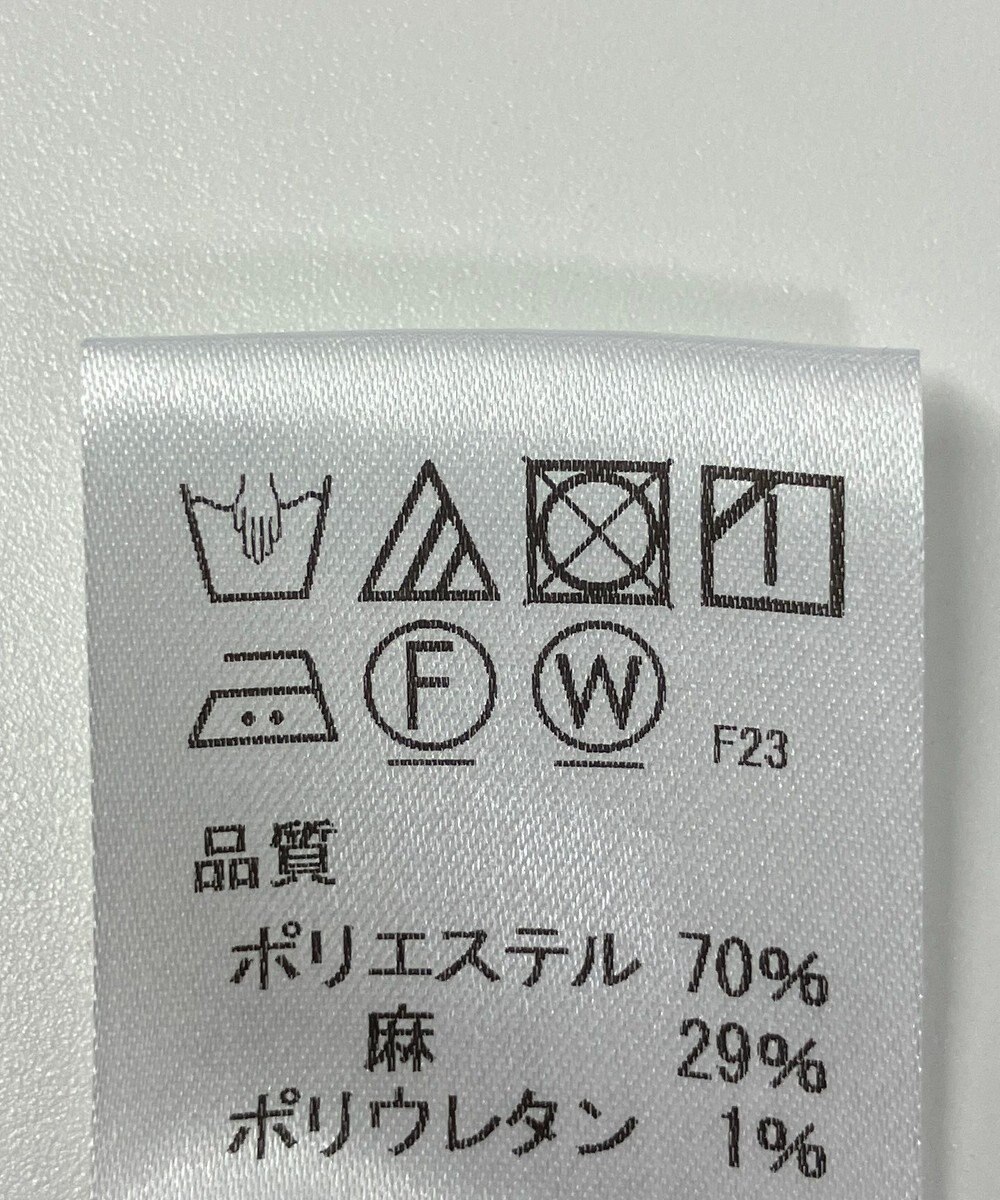 F W F23
品質
ポリエステル 70%
麻 29%
ポリウレタン 1%